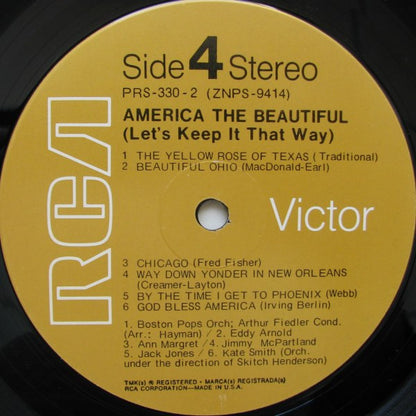 Side 4 Stereo
PRS-330-2 (ZNPS-9414)
AMERICA THE BEAUTIFUL
(Let's Keep It That Way)
1 THE YELLOW ROSE OF TEXAS (Traditional)
2 BEAUTIFUL OHIO (MacDonald-Earl)
RCA
Victor
3 CHICAGO (Fred Fisher)
4 WAY DOWN YONDER IN NEW ORLEANS
(Creamer-Layton)
5 BY THE TIME I GET TO PHOENIX (Webb)
6 GOD BLESS AMERICA (Irving Berlin)
1. Boston Pops Orch; Arthur Fiedler Cond.
(Arr.: Hayman) / 2. Eddy Arnold
3. Ann Margret / 4. Jimmy McPartland
5. Jack Jones / 6. Kate Smith (Orch.
under the direction of Skitch Henderson)
TMK(s) ® REGISTERED • MARCA(s) REGISTRADA(s)
RCA CORPORATION—MADE IN U.S.A.